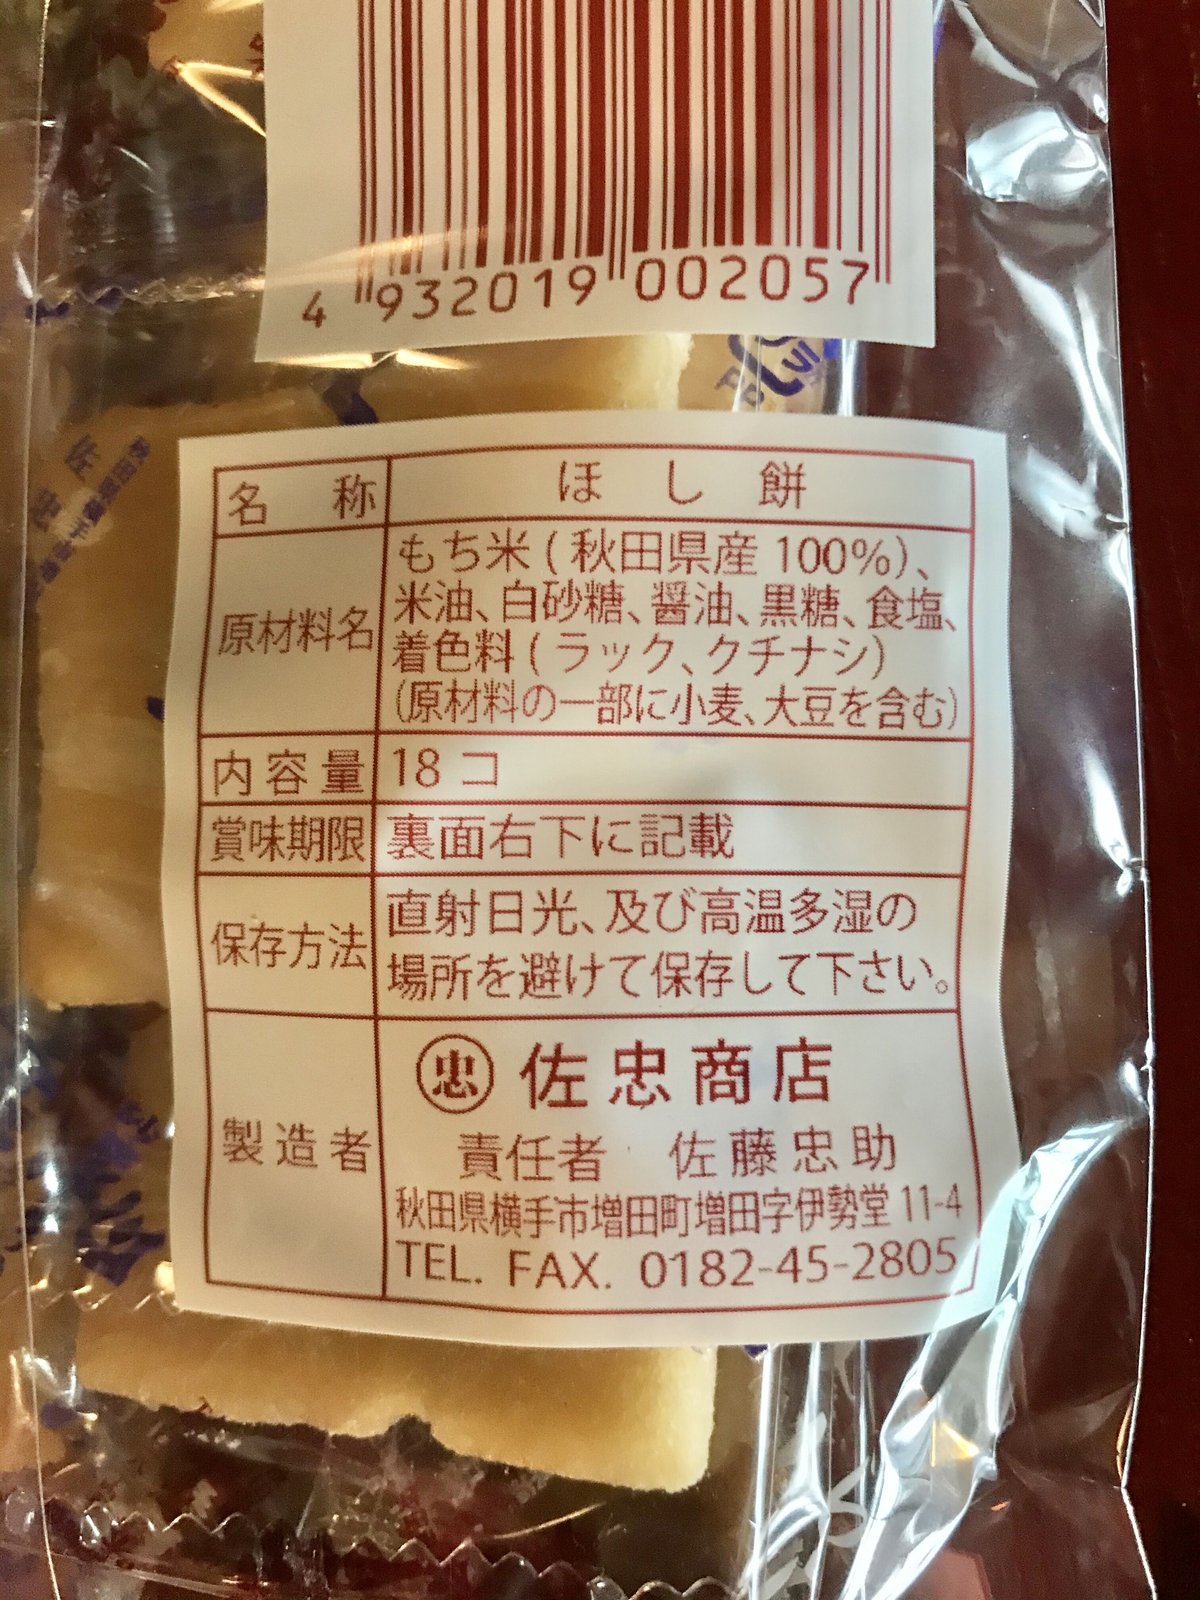 4 932019 002057
名称 ほし餅
原材料名 もち米(秋田県産100%)、
米油、白砂糖、醤油、黒糖、食塩、
着色料(ラック、クチナシ)
(原材料の一部に小麦、大豆を含む)
内容量 18コ
賞味期限 裏面右下に記載
保存方法 直射日光、及び高温多湿の
場所を避けて保存して下さい。
製造者 忠 佐忠商店
責任者 佐藤忠助
秋田県横手市増田町増田字伊勢堂 11-4
TEL. FAX. 0182-45-2805